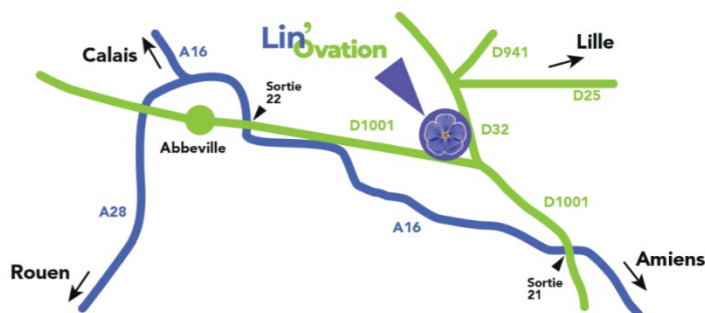 Calais
A16
Lin'Ovation
D941
Lille
D25
Sortie
22
D1001
D32
Abbeville
A28
D1001
A16
Rouen
Sortie
21
Amiens